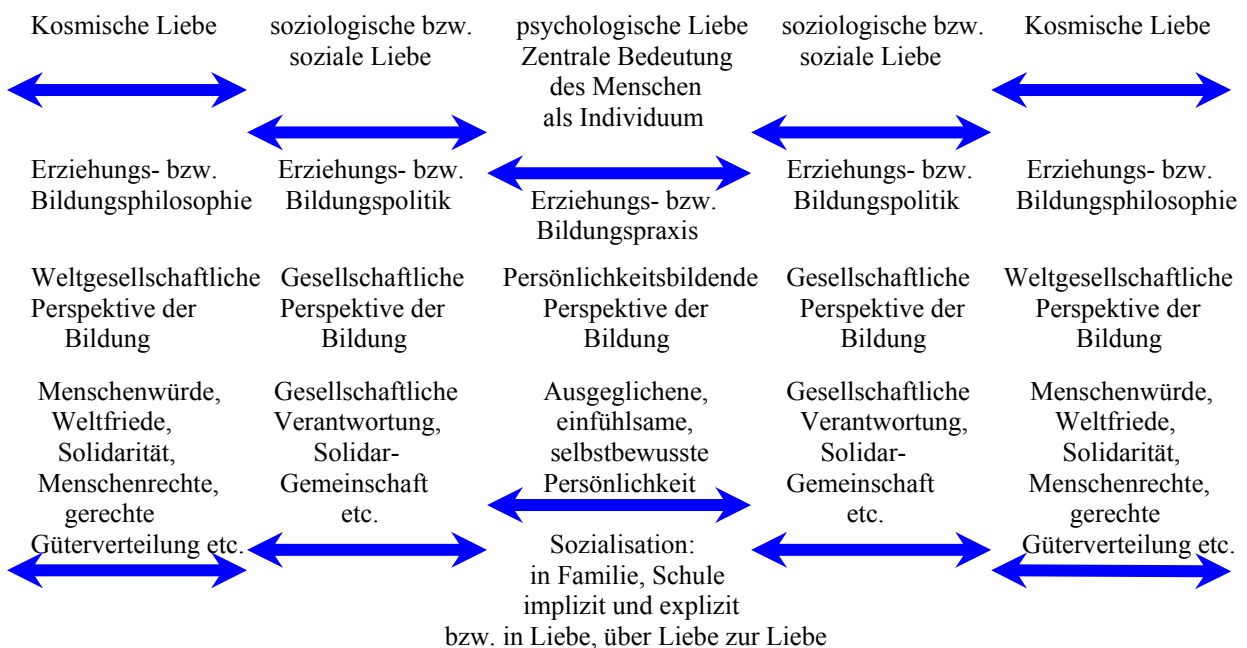 Kosmische Liebe soziologische bzw. psychologische Liebe soziologische bzw. Kosmische Liebe
soziale Liebe Zentrale Bedeutung soziale Liebe
des Menschen
als Individuum
Erziehungs- bzw. Erziehungs- bzw. Erziehungs- bzw. Erziehungs- bzw.
Bildungsphilosophie Bildungspolitik Bildungspolitik Bildungsphilosophie
Erziehungs- bzw.
Bildungspraxis
Weltgesellschaftliche Gesellschaftliche Persönlichkeitsbildende Gesellschaftliche Weltgesellschaftliche
Perspektive der Perspektive der Perspektive der Perspektive der Perspektive der
Bildung Bildung Bildung Bildung Bildung
Menschenwürde, Gesellschaftliche Ausgeglichene, Gesellschaftliche Menschenwürde,
Weltfriede, Verantwortung, einfühlsame, Verantwortung, Weltfriede,
Solidarität, Solidar- selbstbewusste Solidar- Solidarität,
Menschenrechte, Gemeinschaft Persönlichkeit Gemeinschaft Menschenrechte,
gerechte etc. etc. gerechte
Güterverteilung etc. Sozialisation: Güterverteilung etc.
in Familie, Schule
implizit und explizit
bzw. in Liebe, über Liebe zur Liebe